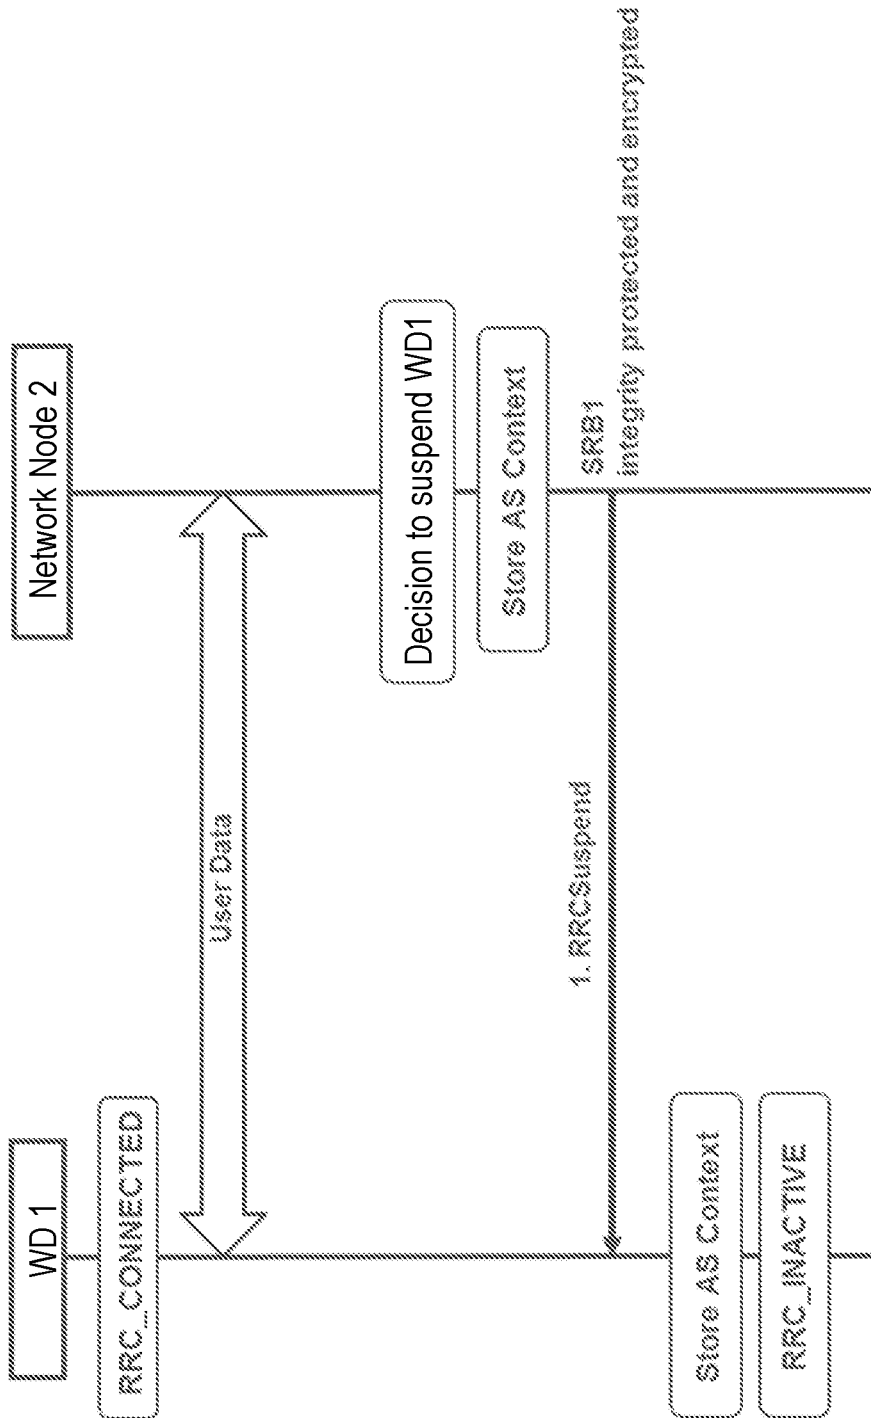 WD 1
Network Node 2
RRC_CONNECTED
User Data
Decision to suspend WD1
Store AS Context
1. RRCSuspend
SRB1
integrity protected and encrypted
Store AS Context
RRC_INACTIVE